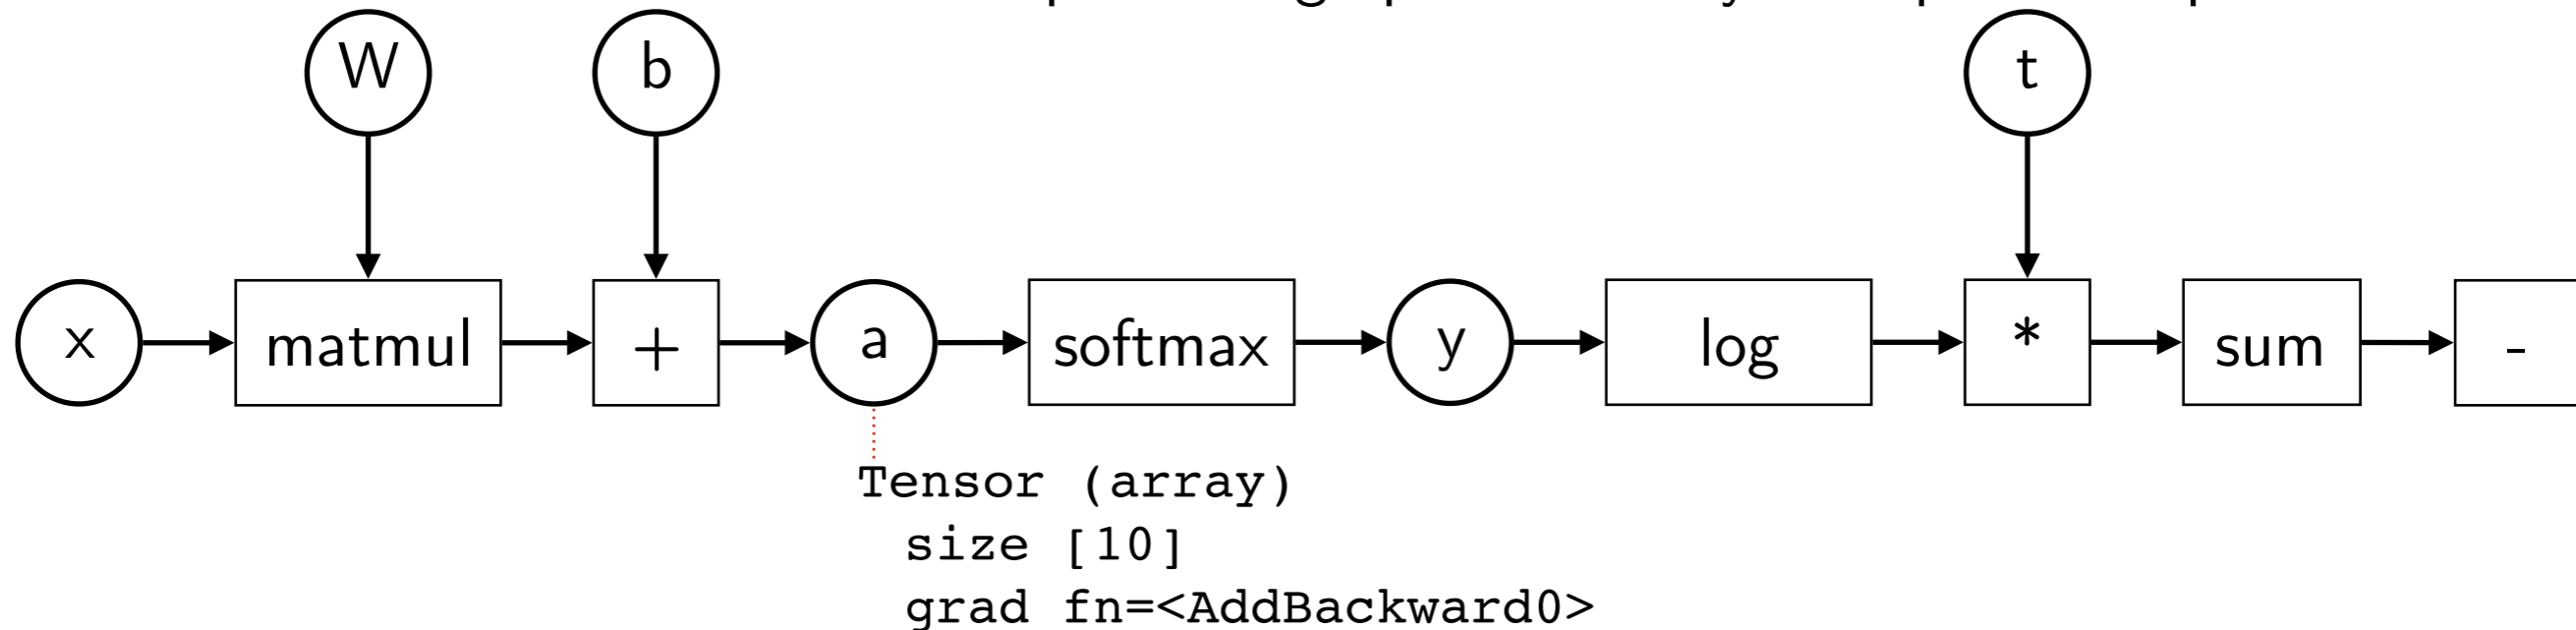 W b t
x matmul + a softmax y log * sum -
Tensor (array)
size [10]
grad fn=<AddBackward0>